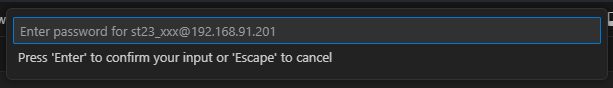 Enter password for st23_xxx@192.168.91.201
Press 'Enter' to confirm your input or 'Escape' to cancel